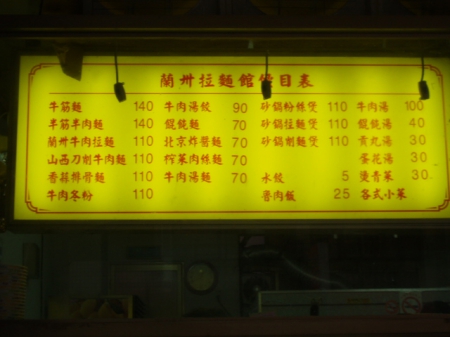 蘭州拉麵館價目表
牛筋麵 140
半筋半肉麵 140
蘭州牛肉拉麵 110
山西刀削牛肉麵 110
香蒜排骨麵 110
牛肉冬粉 110
牛肉湯餃 90
餛飩麵 70
北京炸醬麵 70
榨菜肉絲麵 70
牛肉湯麵 70
砂鍋粉絲煲 110
砂鍋拉麵煲 110
砂鍋削麵煲 110
水餃 5
魯肉飯 25
牛肉湯 100
餛飩湯 40
貢丸湯 30
蛋花湯 30
燙青菜 30
各式小菜